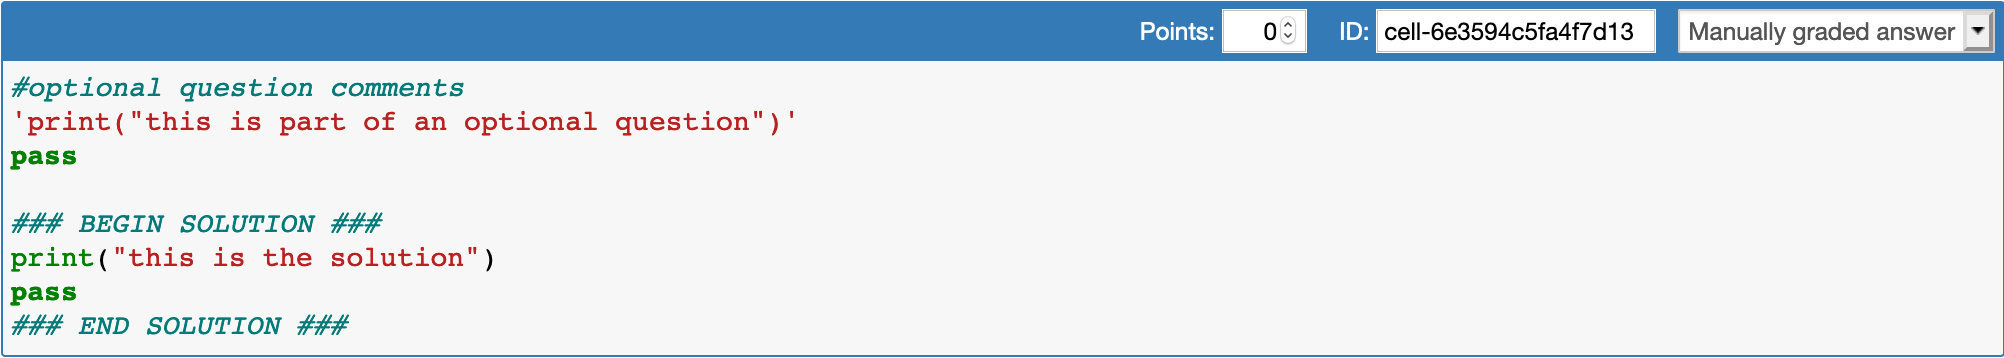 Points: 0 ID: cell-6e3594c5fa4f7d13 Manually graded answer
#optional question comments
'print("this is part of an optional question")'
pass
### BEGIN SOLUTION ###
print("this is the solution")
pass
### END SOLUTION ###